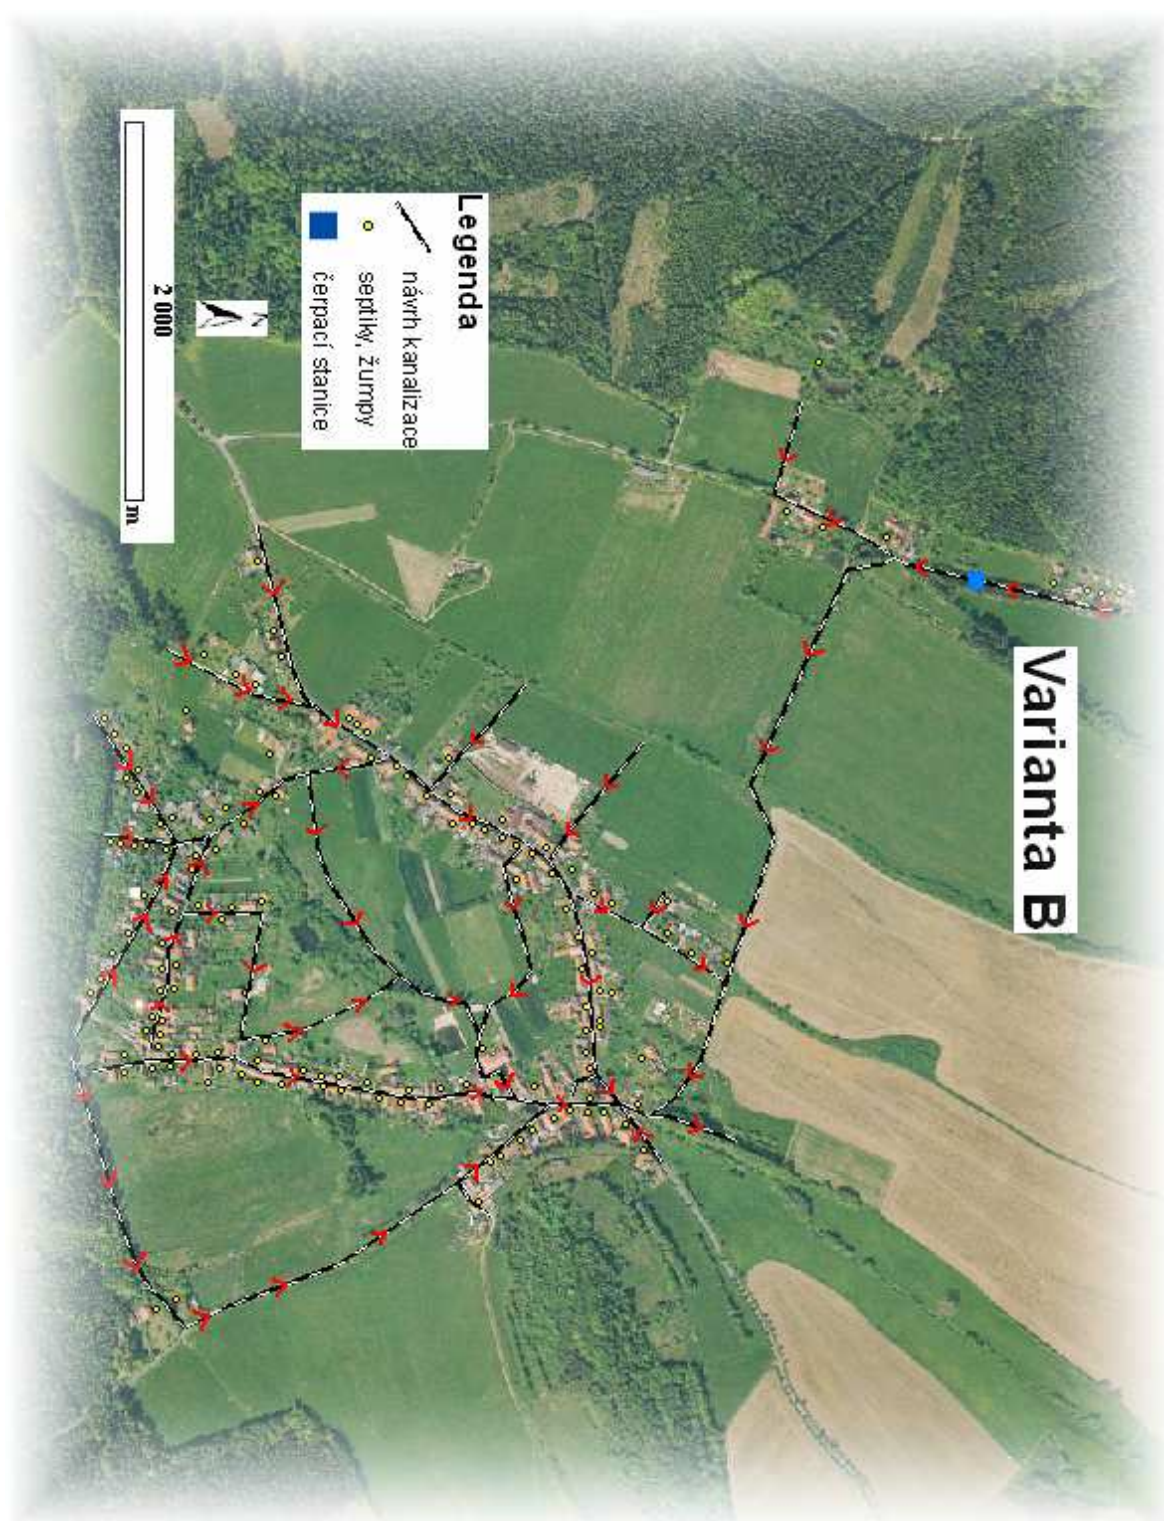 Varianta B
Legenda
návrh kanalizace
septiky, žumpy
čerpací stanice
2 000
m